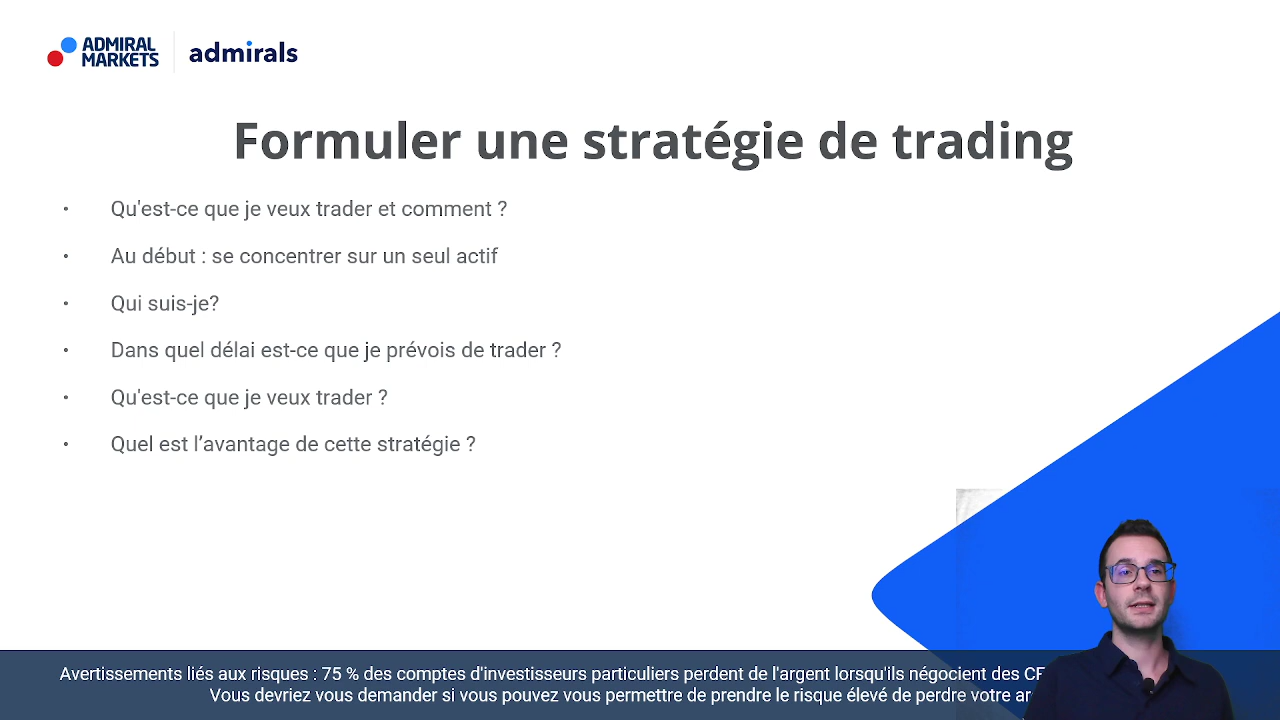 ADMIRAL
MARKETS
admirals
Formuler une stratégie de trading
• Qu'est-ce que je veux trader et comment ?
• Au début : se concentrer sur un seul actif
• Qui suis-je?
• Dans quel délai est-ce que je prévois de trader ?
• Qu'est-ce que je veux trader ?
• Quel est l’avantage de cette stratégie ?
Avertissements liés aux risques : 75 % des comptes d'investisseurs particuliers perdent de l'argent lorsqu'ils négocient des
Vous devriez vous demander si vous pouvez vous permettre de prendre le risque élevé de perdre votre